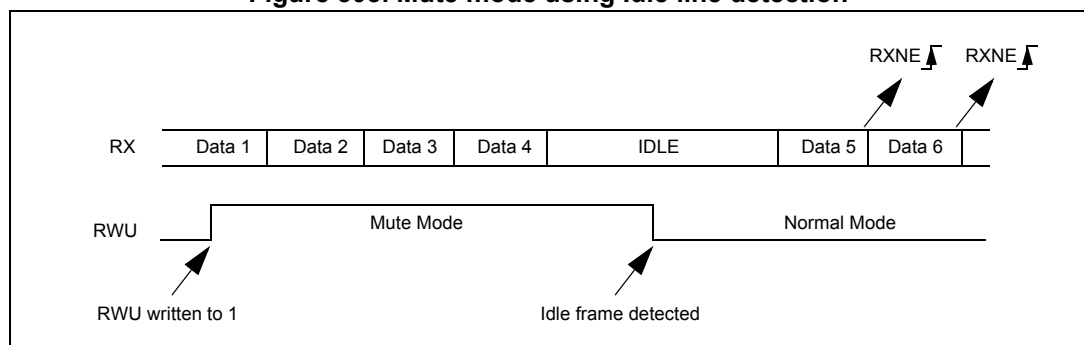 Figure Mute mode using Idle line detection
RXNE RXNE
RX Data 1 Data 2 Data 3 Data 4 IDLE Data 5 Data 6
RWU Mute Mode Normal Mode
RWU written to 1 Idle frame detected